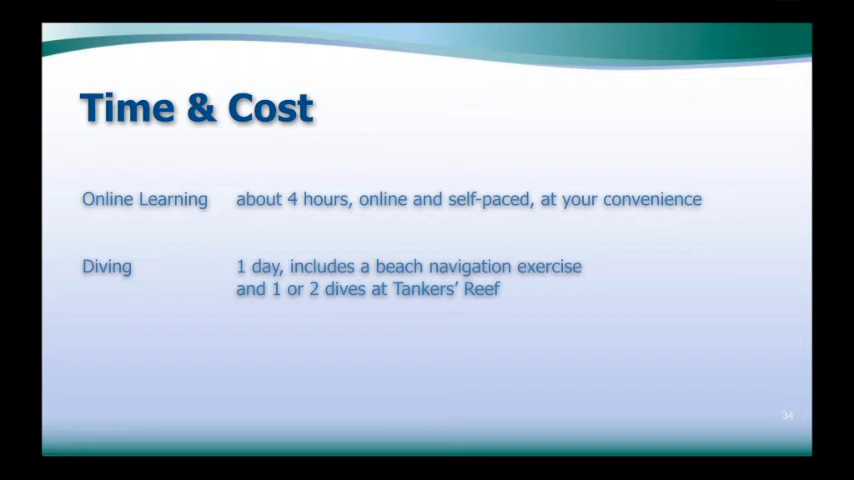 Time & Cost
Online Learning about 4 hours, online and self-paced, at your convenience
Diving 1 day, includes a beach navigation exercise
and 1 or 2 dives at Tankers’ Reef
34